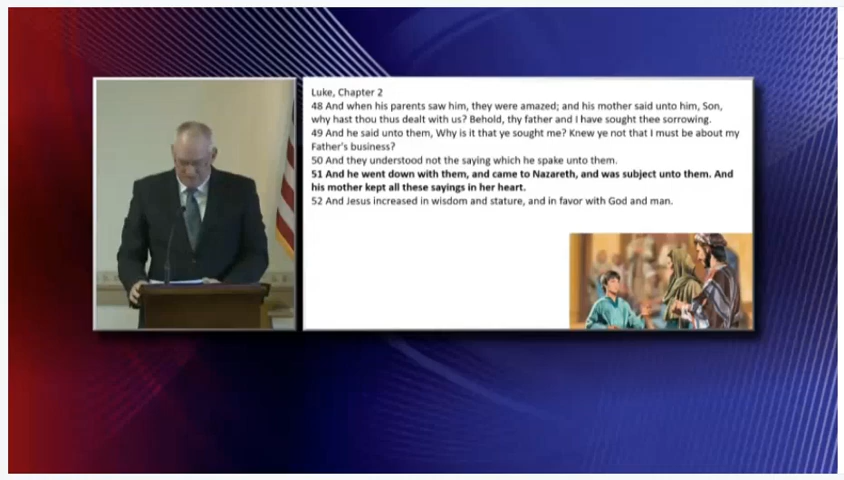 Luke, Chapter 2
48 And when his parents saw him, they were amazed; and his mother said unto him, Son,
why hast thou thus dealt with us? Behold, thy father and I have sought thee sorrowing.
49 And he said unto them, Why is it that ye sought me? Knew ye not that I must be about my
Father's business?
50 And they understood not the saying which he spake unto them.
51 And he went down with them, and came to Nazareth, and was subject unto them. And
his mother kept all these sayings in her heart.
52 And Jesus increased in wisdom and stature, and in favor with God and man.